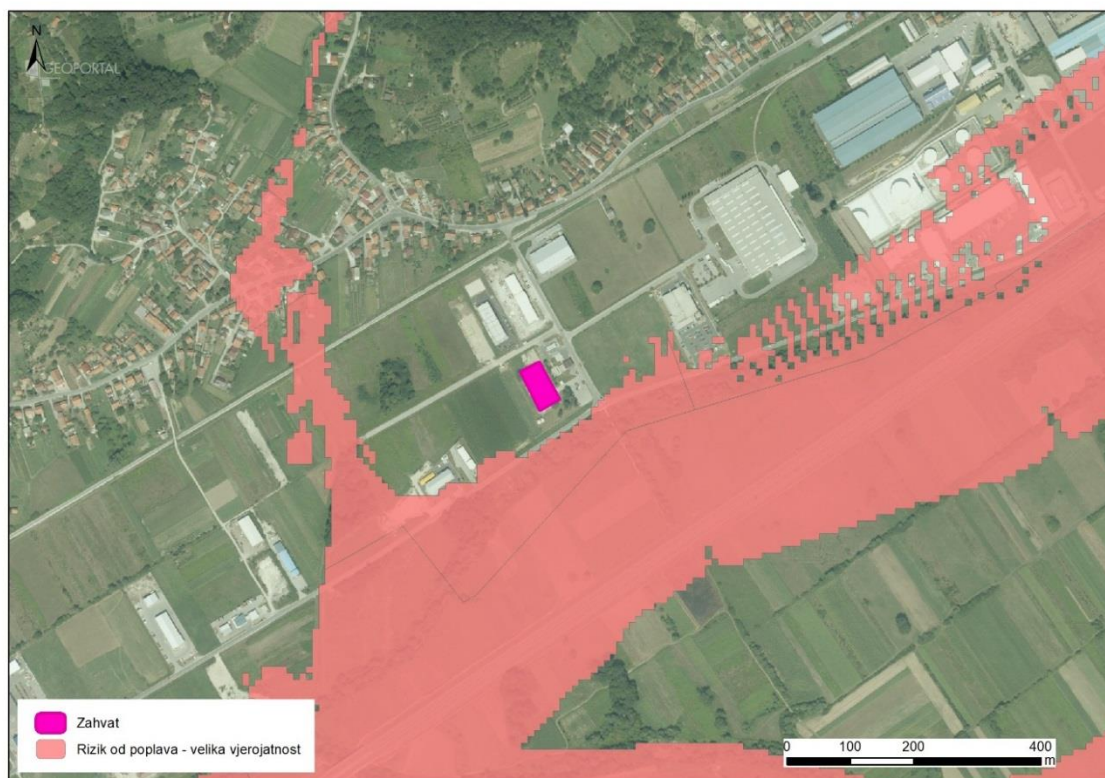 N
GEOPORTAL
Zahvat
Rizik od poplava - velika vjerojatnost
0 100 200 400
m